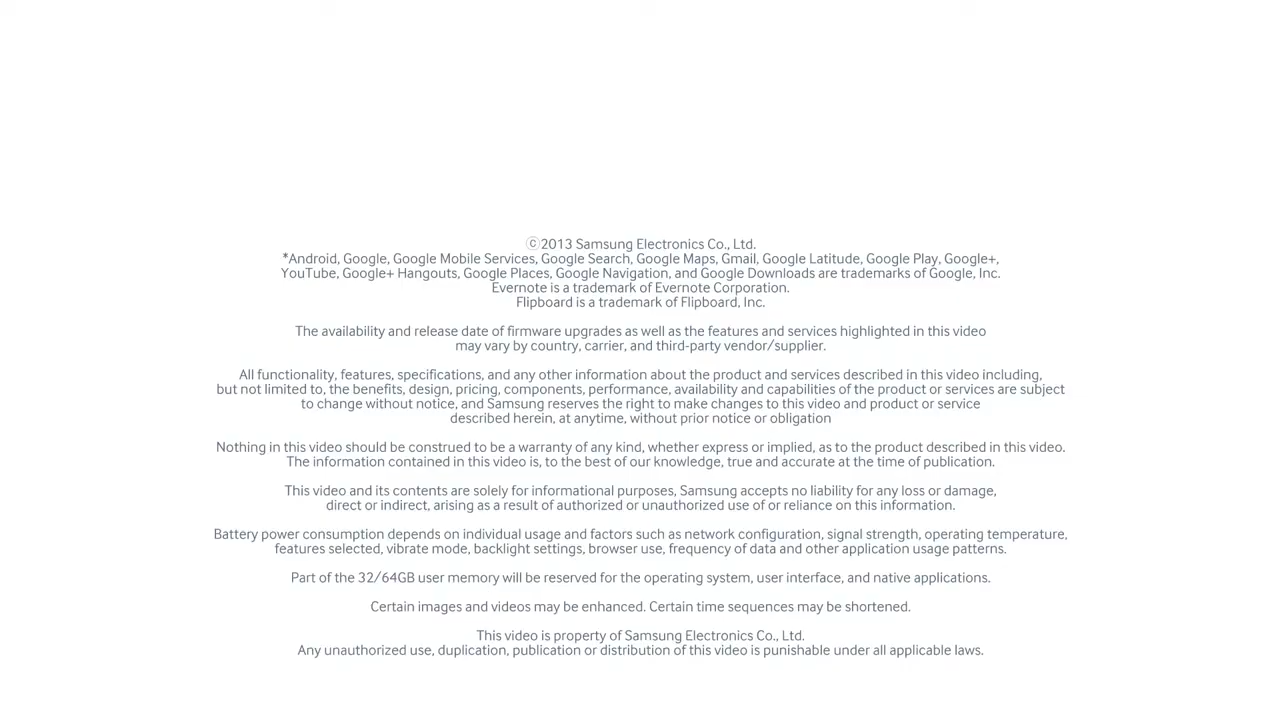 ©2013 Samsung Electronics Co., Ltd.
*Android, Google, Google Mobile Services, Google Search, Google Maps, Gmail, Google Latitude, Google Play, Google+,
YouTube, Google+ Hangouts, Google Places, Google Navigation, and Google Downloads are trademarks of Google, Inc.
Evernote is a trademark of Evernote Corporation.
Flipboard is a trademark of Flipboard, Inc.
The availability and release date of firmware upgrades as well as the features and services highlighted in this video
may vary by country, carrier, and third-party vendor/supplier.
All functionality, features, specifications, and any other information about the product and services described in this video including,
but not limited to, the benefits, design, pricing, components, performance, availability and capabilities of the product or services are subject
to change without notice, and Samsung reserves the right to make changes to this video and product or service
described herein, at anytime, without prior notice or obligation
Nothing in this video should be construed to be a warranty of any kind, whether express or implied, as to the product described in this video.
The information contained in this video is, to the best of our knowledge, true and accurate at the time of publication.
This video and its contents are solely for informational purposes, Samsung accepts no liability for any loss or damage,
direct or indirect, arising as a result of authorized or unauthorized use of or reliance on this information.
Battery power consumption depends on individual usage and factors such as network configuration, signal strength, operating temperature,
features selected, vibrate mode, backlight settings, browser use, frequency of data and other application usage patterns.
Part of the 32/64GB user memory will be reserved for the operating system, user interface, and native applications.
Certain images and videos may be enhanced. Certain time sequences may be shortened.
This video is property of Samsung Electronics Co., Ltd.
Any unauthorized use, duplication, publication or distribution of this video is punishable under all applicable laws.